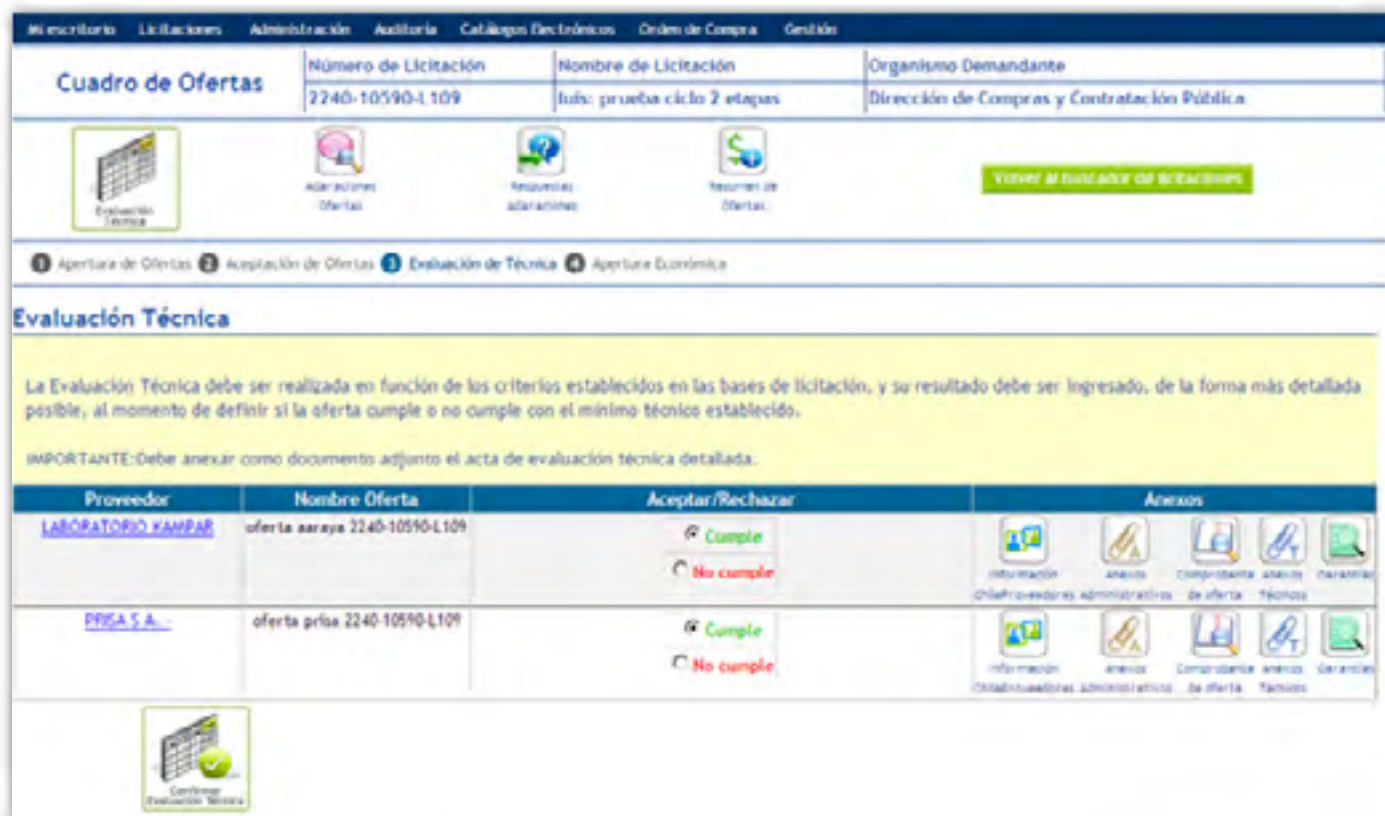 Mi escritorio Licitaciones Administración Auditoría Catálogos Electrónicos Orden de Compra Gestión
Cuadro de Ofertas
Número de Licitación Nombre de Licitación Organismo Demandante
2240-10590-L109 luis: prueba ciclo 2 etapas Dirección de Compras y Contratación Pública
Evaluación
Técnica
Aclaraciones
Ofertas
Respuestas
aclaraciones
Resumen de
Ofertas
Volver al buscador de licitaciones
1 Apertura de Ofertas 2 Aceptación de Ofertas 3 Evaluación de Técnica 4 Apertura Económica
Evaluación Técnica
La Evaluación Técnica debe ser realizada en función de los criterios establecidos en las bases de licitación, y su resultado debe ser ingresado, de la forma más detallada
posible, al momento de definir si la oferta cumple o no cumple con el mínimo técnico establecido.
IMPORTANTE:Debe anexar como documento adjunto el acta de evaluación técnica detallada.
Proveedor Nombre Oferta Aceptar/Rechazar Anexos
LABORATORIO KAMPAR oferta aaraya 2240-10590-L109
Cumple
No cumple
Información
ChileProveedores
Anexos
Administrativos
Comprobante
de oferta
Anexos
Técnicos
Garantías
PRISA S.A. - oferta prisa 2240-10590-L109
Cumple
No cumple
Información
ChileProveedores
Anexos
Administrativos
Comprobante
de oferta
Anexos
Técnicos
Garantías
Confirmar
Evaluación Técnica